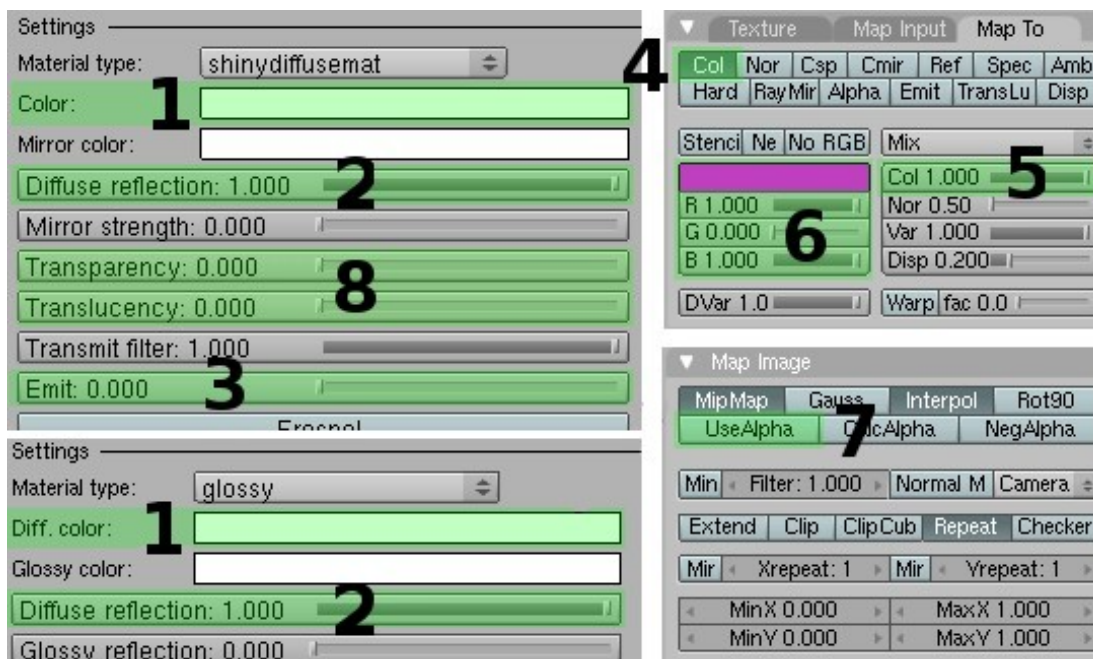 Settings
Material type: shinydiffusemat
Color:
1
Mirror color:
Diffuse reflection: 1.000
2
Mirror strength: 0.000
Transparency: 0.000
8
Translucency: 0.000
Transmit filter: 1.000
Emit: 0.000
3
Fresnel
Settings
Material type: glossy
Diff. color:
1
Glossy color:
Diffuse reflection: 1.000
2
Glossy reflection: 0.000
Texture Map Input Map To
4
Col Nor Csp Cmir Ref Spec Amb
Hard RayMir Alpha Emit TransLu Disp
Stenci Ne No RGB Mix
5
Col 1.000
R 1.000 Nor 0.50
6
G 0.000 Var 1.000
B 1.000 Disp 0.200
DVar 1.0 Warp fac 0.0
Map Image
MipMap Gauss Interpol Rot90
7
UseAlpha CalcAlpha NegAlpha
Min Filter: 1.000 Normal M Camera
Extend Clip ClipCub Repeat Checker
Mir Xrepeat: 1 Mir Yrepeat: 1
MinX 0.000 MaxX 1.000
MinY 0.000 MaxY 1.000